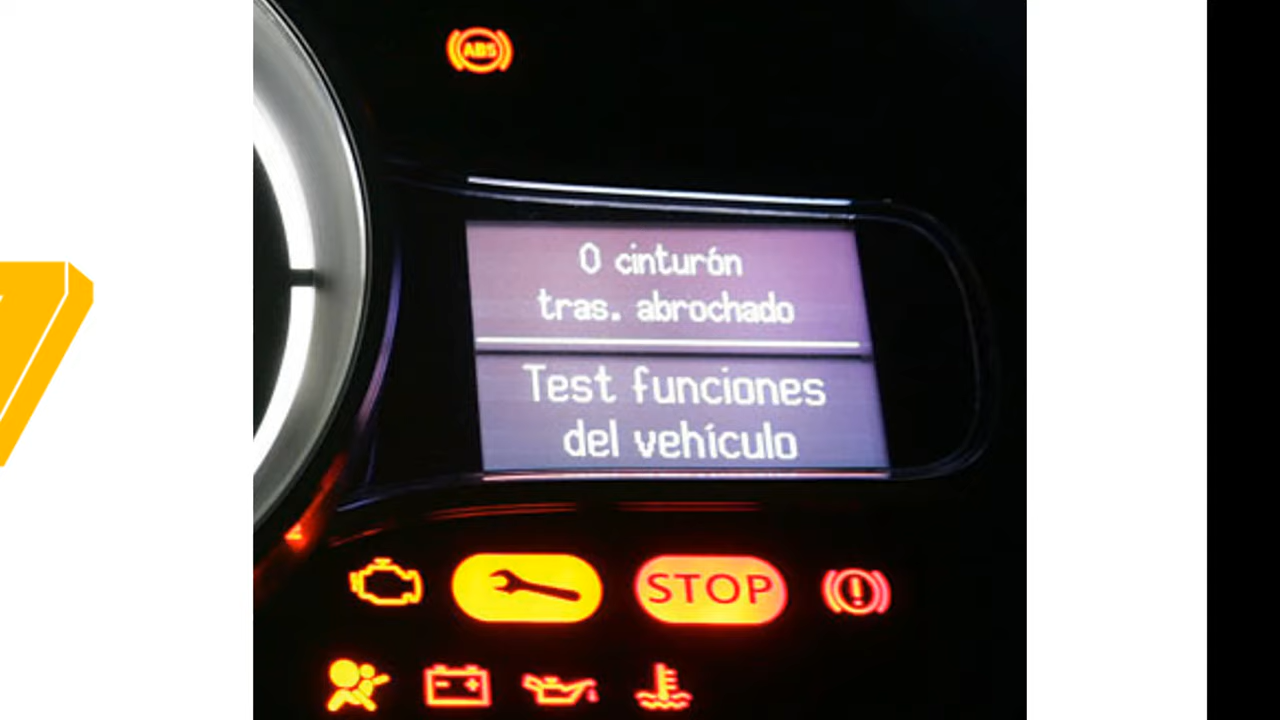 ABS
0 cinturón
tras. abrochado
Test funciones
del vehículo
STOP